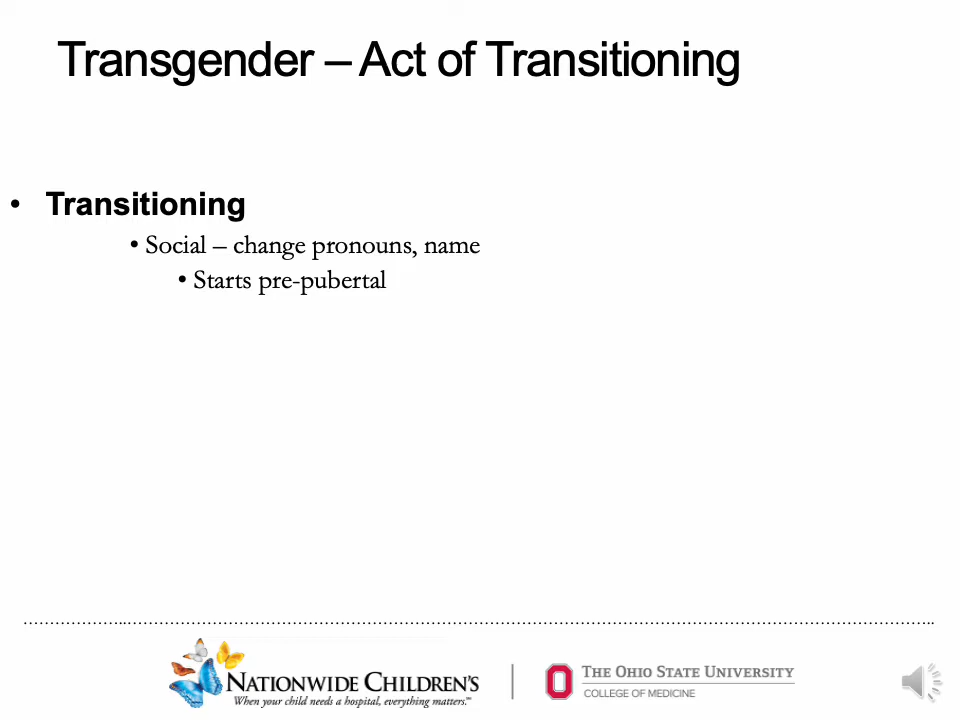 Transgender – Act of Transitioning
• Transitioning
• Social – change pronouns, name
• Starts pre-pubertal
NATIONWIDE CHILDREN'S
When your child needs a hospital, everything matters.™
THE OHIO STATE UNIVERSITY
COLLEGE OF MEDICINE